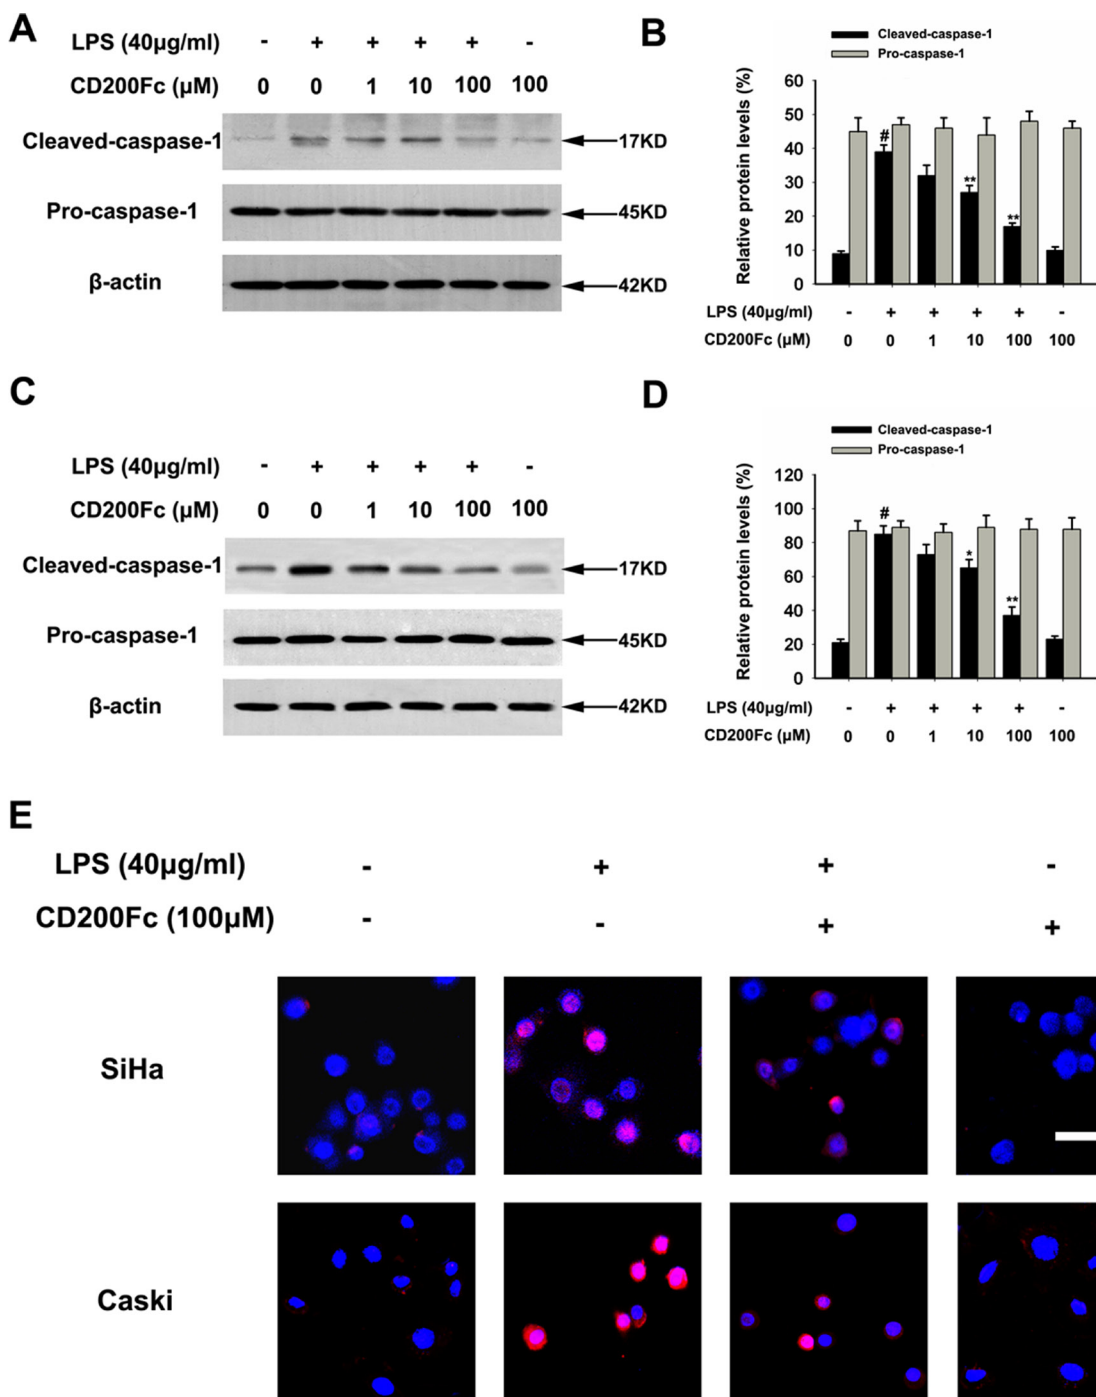 A
LPS (40µg/ml) - + + + + -
CD200Fc (µM) 0 0 1 10 100 100
Cleaved-caspase-1 17KD
Pro-caspase-1 45KD
β-actin 42KD
B
Cleaved-caspase-1
Pro-caspase-1
Relative protein levels (%)
60
50
40
30
20
10
0
#
**
**
LPS (40µg/ml) - + + + + -
CD200Fc (µM) 0 0 1 10 100 100
C
LPS (40µg/ml) - + + + + -
CD200Fc (µM) 0 0 1 10 100 100
Cleaved-caspase-1 17KD
Pro-caspase-1 45KD
β-actin 42KD
D
Cleaved-caspase-1
Pro-caspase-1
Relative protein levels (%)
120
100
80
60
40
20
0
#
*
**
LPS (40µg/ml) - + + + + -
CD200Fc (µM) 0 0 1 10 100 100
E
LPS (40µg/ml) - + + -
CD200Fc (100µM) - - + +
SiHa
Caski